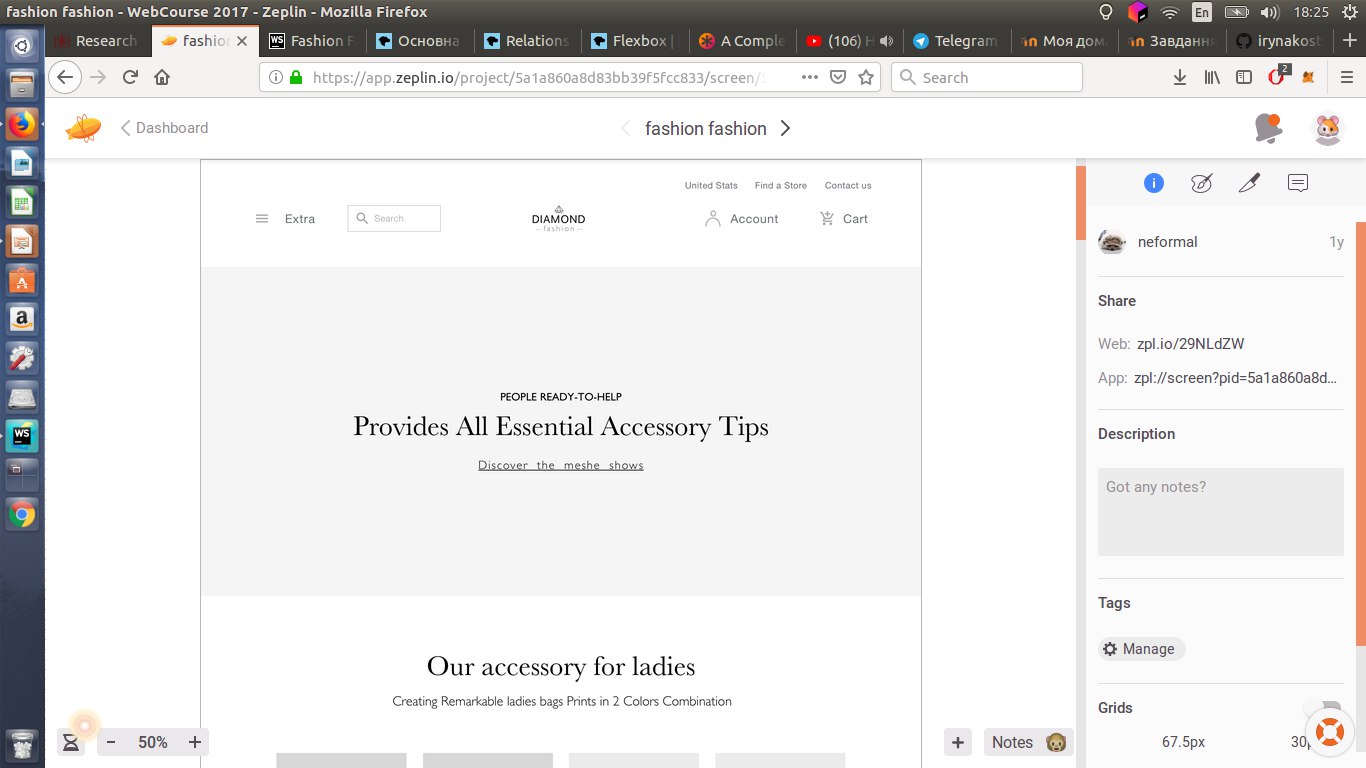 fashion fashion - WebCourse 2017 - Zeplin - Mozilla Firefox
En
18:25
Research
fashion
WS
Fashion F
Основна
Relations
Flexbox |
A Comple
(106) H
Telegram
Моя дом
Завдання
irynakost
https://app.zeplin.io/project/5a1a860a8d83bb39f5fcc833/screen/
Search
2
Dashboard
fashion fashion
United Stats
Find a Store
Contact us
Extra
Search
DIAMOND
--fashion--
Account
Cart
neformal
1y
Share
Web: zpl.io/29NLdZW
App: zpl://screen?pid=5a1a860a8d...
Description
Got any notes?
PEOPLE READY-TO-HELP
Provides All Essential Accessory Tips
Discover the meshe shows
Tags
Manage
Our accessory for ladies
Creating Remarkable ladies bags Prints in 2 Colors Combination
Grids
67.5px
50%
Notes
WS